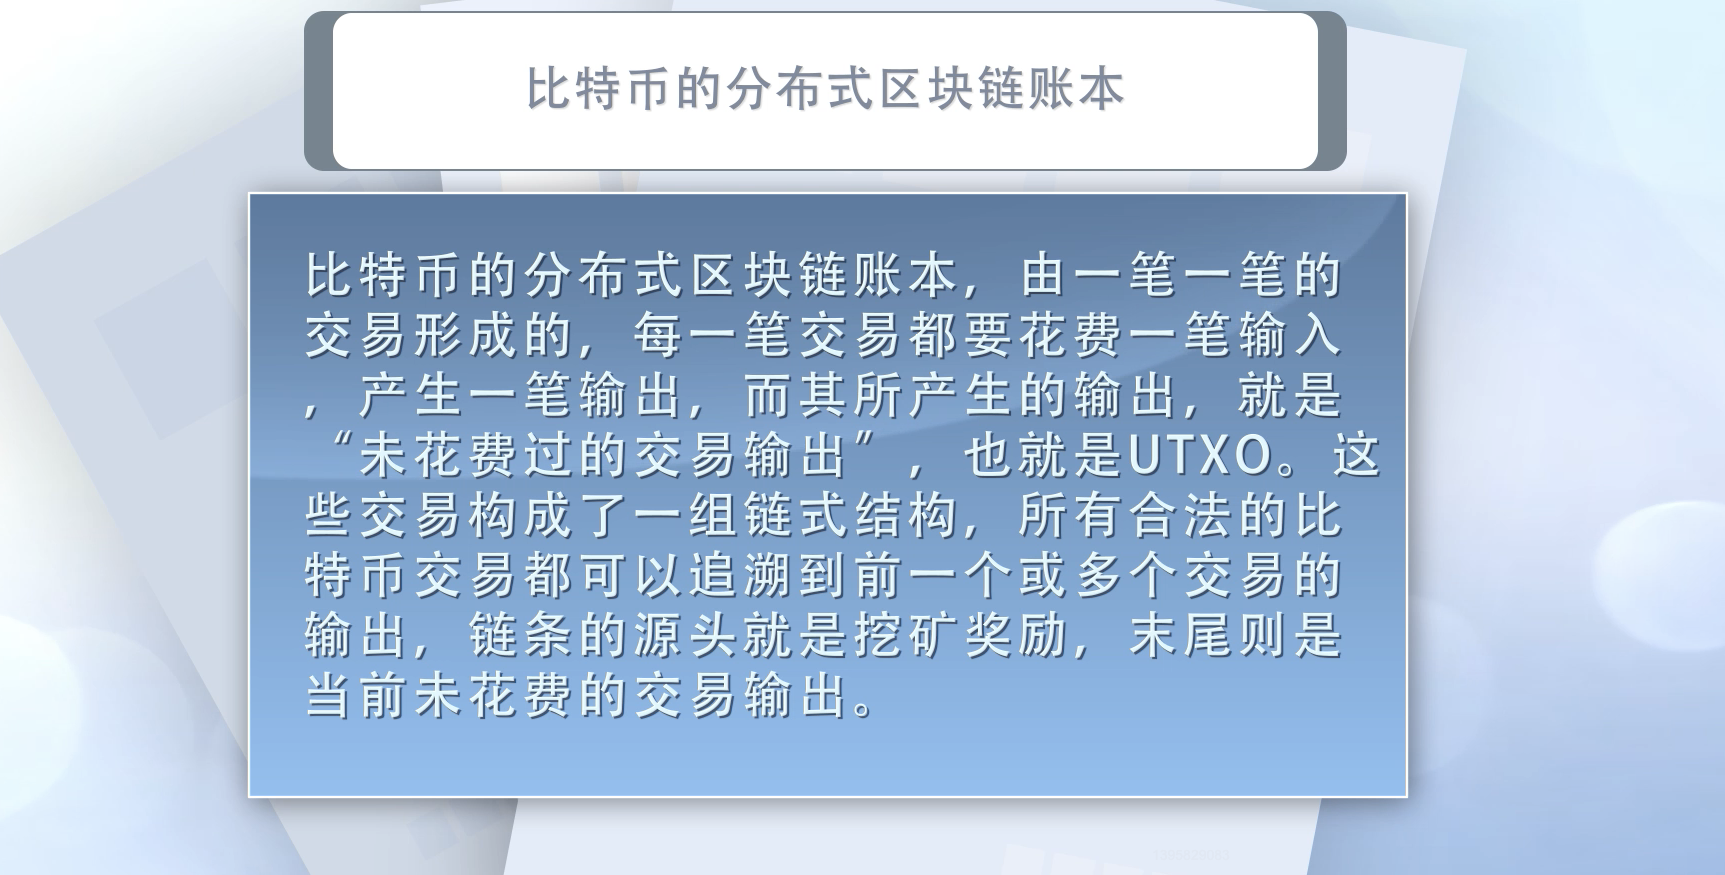 比特币的分布式区块链账本
比特币的分布式区块链账本，由一笔一笔的
交易形成的，每一笔交易都要花费一笔输入
，产生一笔输出，而其所产生的输出，就是
“未花费过的交易输出”，也就是UTXO。这
些交易构成了一组链式结构，所有合法的比
特币交易都可以追溯到前一个或多个交易的
输出，链条的源头就是挖矿奖励，末尾则是
当前未花费的交易输出。